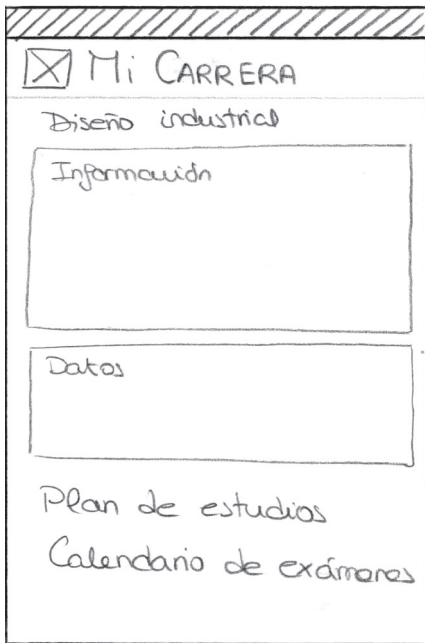 Mi CARRERA
Diseño industrial
Información
Datos
Plan de estudios
Calendario de exámenes